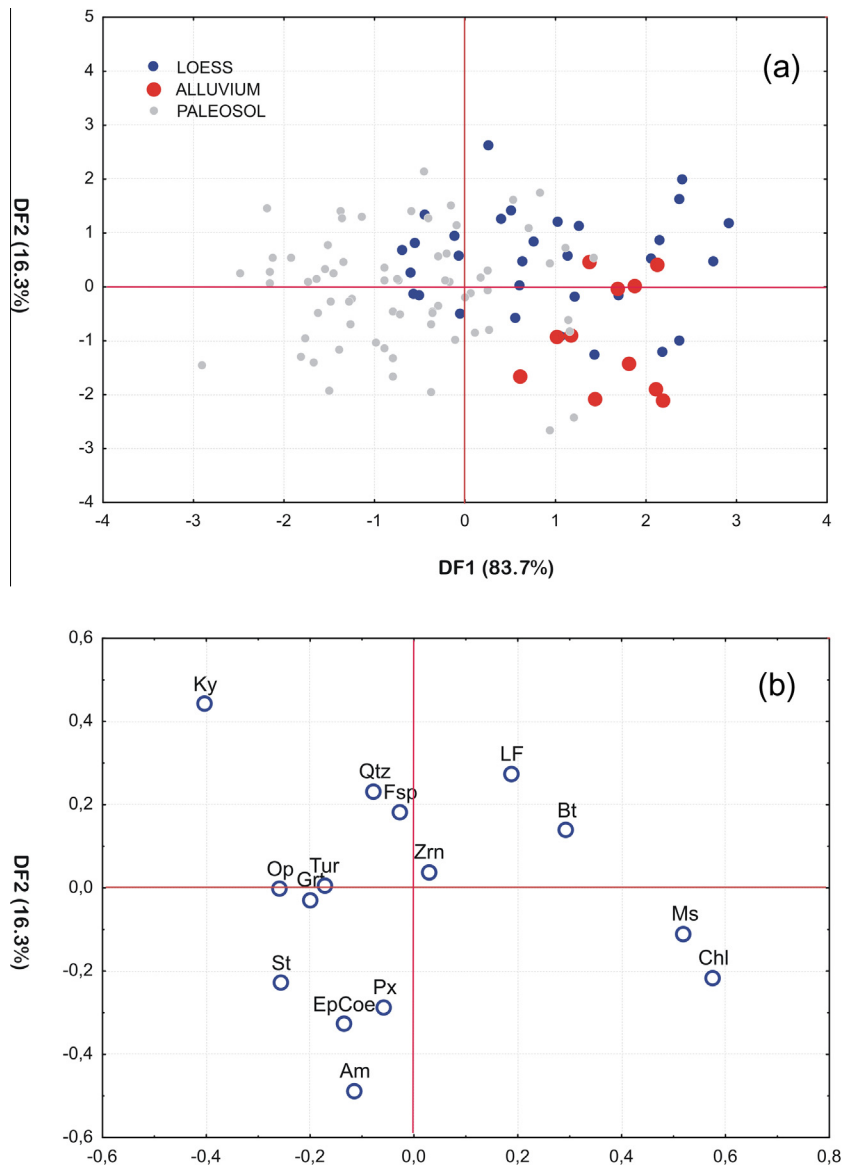 5
4
3
2
1
0
-1
-2
-3
-4
LOESS
ALLUVIUM
PALEOSOL
(a)
DF2 (16.3%)
-4 -3 -2 -1 0 1 2 3 4
DF1 (83.7%)
0,6
0,4
0,2
0,0
-0,2
-0,4
-0,6
(b)
Ky
LF
Qtz
Fsp
Bt
Zrn
Tur
Op
Grt
Ms
Chl
St
Px
EpCoe
Am
DF2 (16.3%)
-0,6 -0,4 -0,2 0,0 0,2 0,4 0,6 0,8